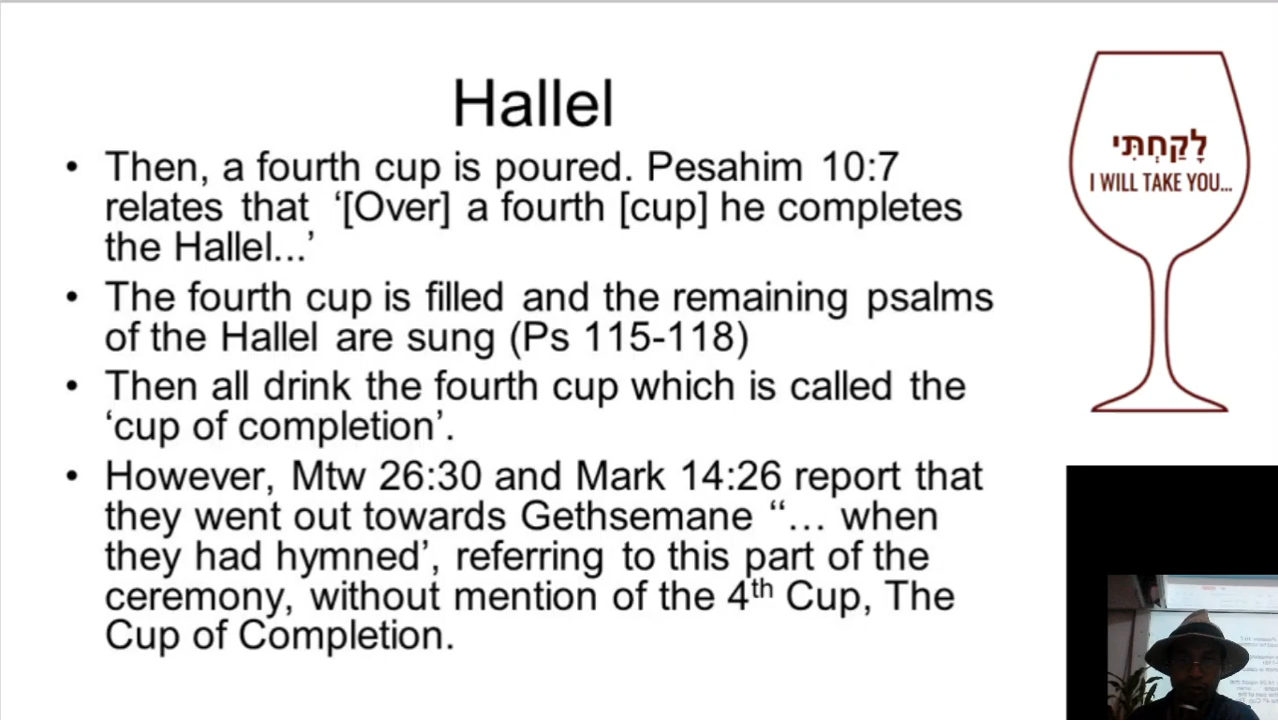 Hallel
• Then, a fourth cup is poured. Pesahim 10:7
relates that ‘[Over] a fourth [cup] he completes
the Hallel...’
• The fourth cup is filled and the remaining psalms
of the Hallel are sung (Ps 115-118)
• Then all drink the fourth cup which is called the
‘cup of completion’.
• However, Mtw 26:30 and Mark 14:26 report that
they went out towards Gethsemane “… when
they had hymned’, referring to this part of the
ceremony, without mention of the 4th Cup, The
Cup of Completion.
לָקַחְתִּי
I WILL TAKE YOU...